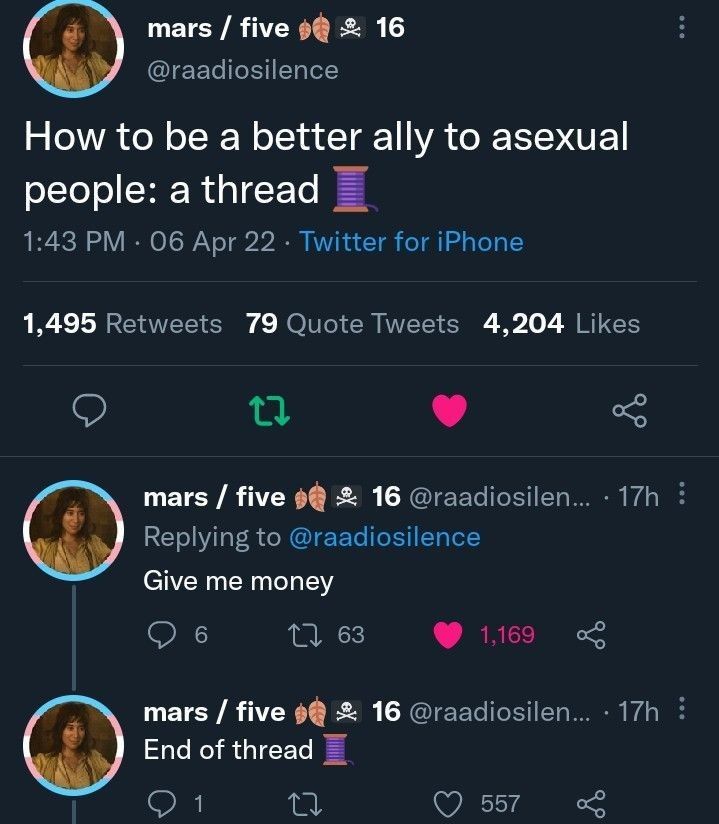 mars / five 🍂🏴‍☠️ 16
@raadiosilence
How to be a better ally to asexual
people: a thread 🧵
1:43 PM · 06 Apr 22 · Twitter for iPhone
1,495 Retweets 79 Quote Tweets 4,204 Likes
mars / five 🍂🏴‍☠️ 16 @raadiosilen... · 17h
Replying to @raadiosilence
Give me money
6 63 1,169
mars / five 🍂🏴‍☠️ 16 @raadiosilen... · 17h
End of thread 🧵
1 557